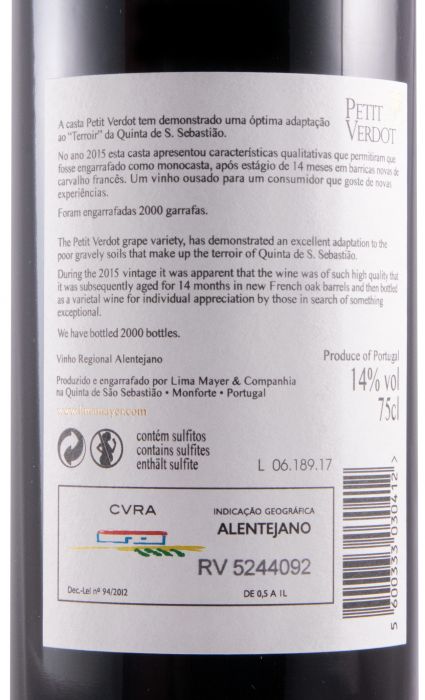 PETIT
VERDOT
A casta Petit Verdot tem demonstrado uma óptima adaptação
ao "Terroir" da Quinta de S. Sebastião.
No ano 2015 esta casta apresentou características qualitativas que permitiram que
fosse engarrafado como monocasta, após estágio de 14 meses em barricas novas de
carvalho francês. Um vinho ousado para um consumidor que goste de novas
experiências.
Foram engarrafadas 2000 garrafas.
The Petit Verdot grape variety, has demonstrated an excellent adaptation to the
poor gravely soils that make up the terroir of Quinta de S. Sebastião.
During the 2015 vintage it was apparent that the wine was of such high quality that
it was subsequently aged for 14 months in new French oak barrels and then bottled
as a varietal wine for individual appreciation by those in search of something
exceptional.
We have bottled 2000 bottles.
Vinho Regional Alentejano
Produzido e engarrafado por Lima Mayer & Companhia
na Quinta de São Sebastião • Monforte • Portugal
www.limamayer.com
Produce of Portugal
14% vol
75cl
contém sulfitos
contains sulfites
enthält sulfite
L 06.189.17
CVRA
INDICAÇÃO GEOGRÁFICA
ALENTEJANO
RV 5244092
Dec.-Lei nº 94/2012
DE 0,5 A 1L
5 600333 030412 >